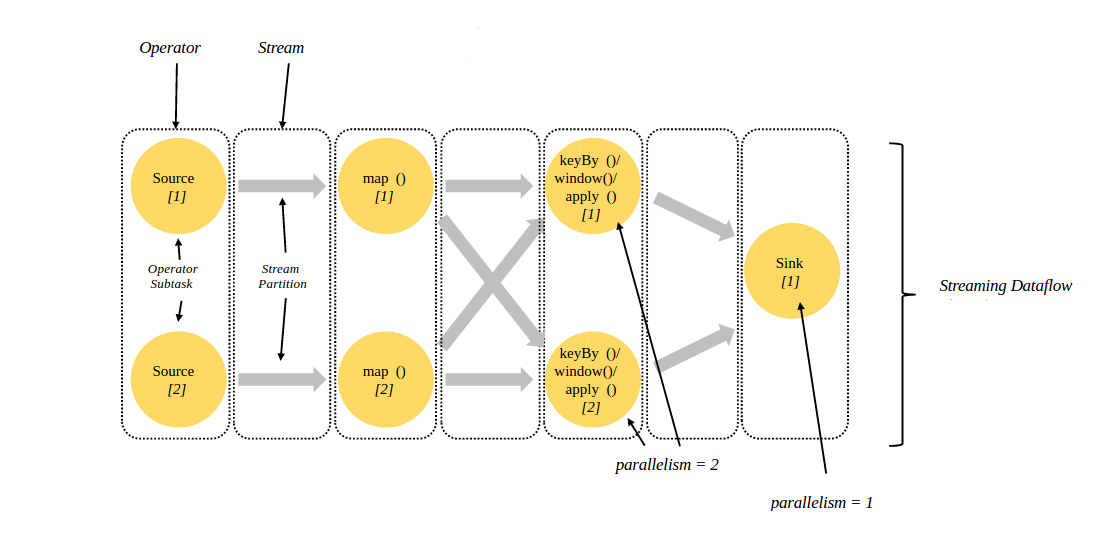 Operator
Stream
Source
[1]
map ()
[1]
keyBy ()/
window()/
apply ()
[1]
Operator
Subtask
Stream
Partition
Sink
[1]
Streaming Dataflow
Source
[2]
map ()
[2]
keyBy ()/
window()/
apply ()
[2]
parallelism = 2
parallelism = 1